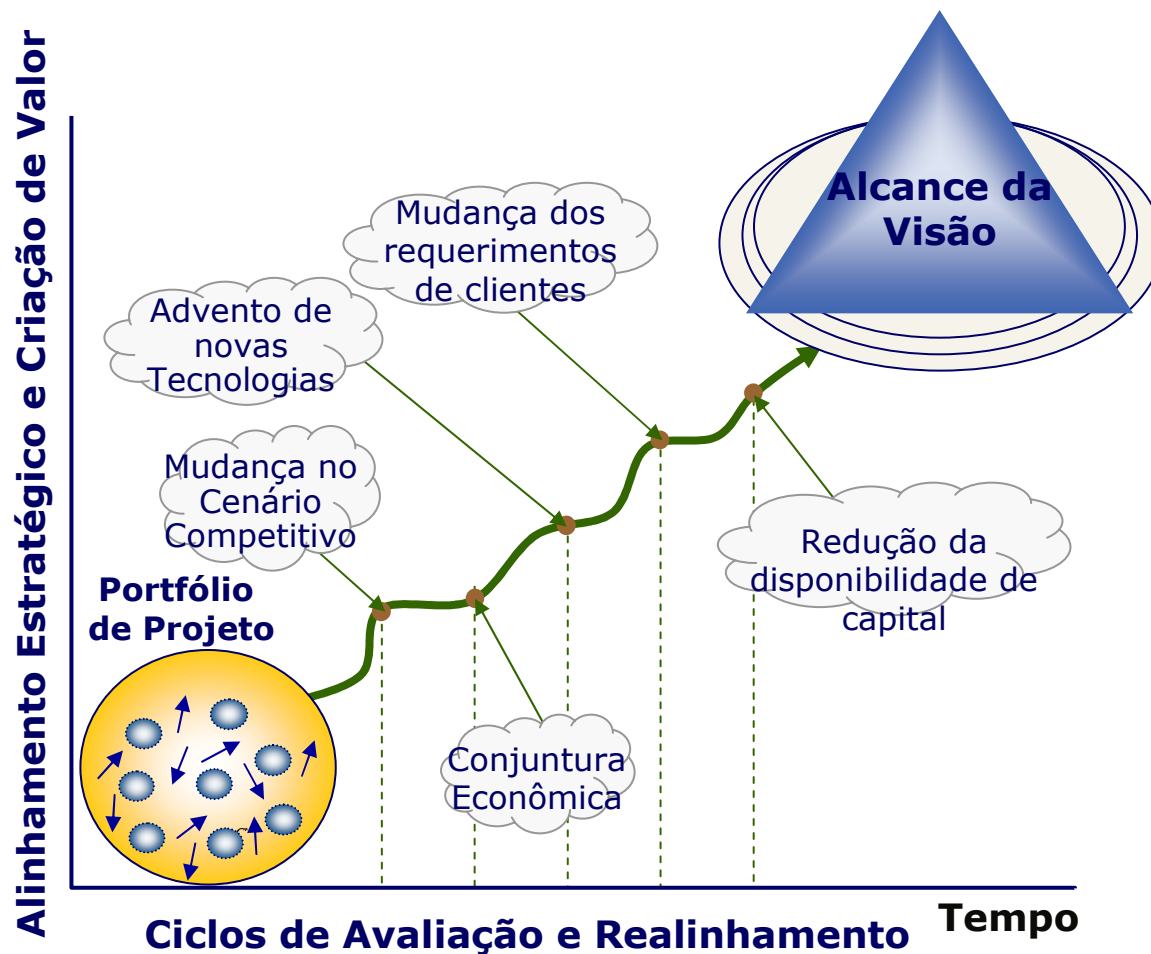 Alinhamento Estratégico e Criação de Valor
Alcance da
Visão
Mudança dos
requerimentos
de clientes
Advento de
novas
Tecnologias
Mudança no
Cenário
Competitivo
Redução da
disponibilidade de
capital
Portfólio
de Projeto
Conjuntura
Econômica
Tempo
Ciclos de Avaliação e Realinhamento